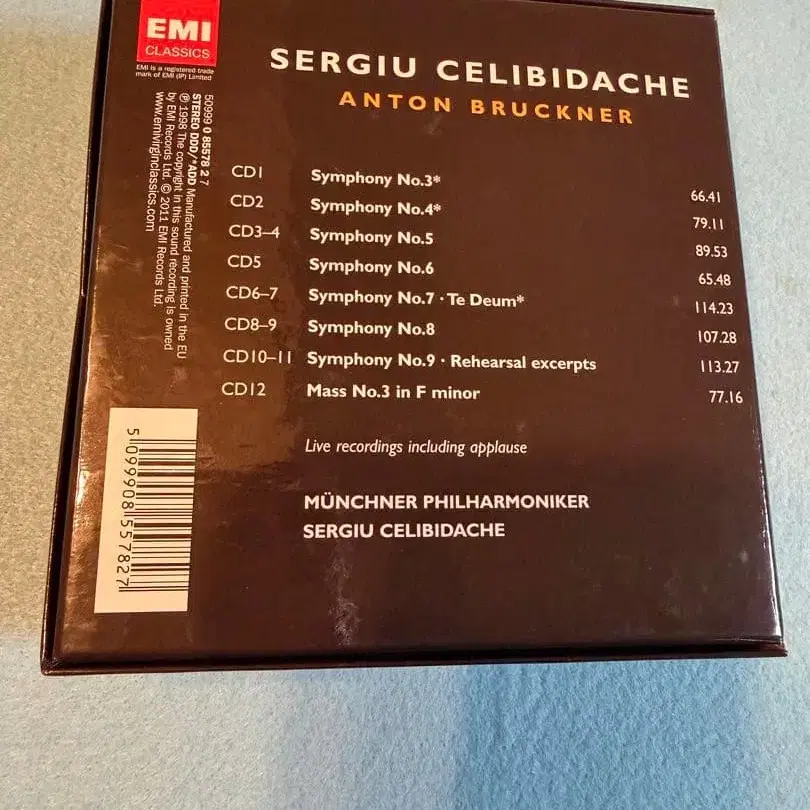 EMI
CLASSICS
EMI is a registered trade
mark of EMI (IP) Limited
SERGIU CELIBIDACHE
ANTON BRUCKNER
50999 0 85578 2 7
STEREO DDD/*ADD Manufactured and printed in the EU
℗ 1998 The copyright in this sound recording is owned
by EMI Records Ltd. © 2011 EMI Records Ltd.
www.emivirginclassics.com
CD1 Symphony No.3* 66.41
CD2 Symphony No.4* 79.11
CD3–4 Symphony No.5 89.53
CD5 Symphony No.6 65.48
CD6–7 Symphony No.7 · Te Deum* 114.23
CD8–9 Symphony No.8 107.28
CD10–11 Symphony No.9 · Rehearsal excerpts 113.27
CD12 Mass No.3 in F minor 77.16
Live recordings including applause
MÜNCHNER PHILHARMONIKER
SERGIU CELIBIDACHE
5 099908 557827